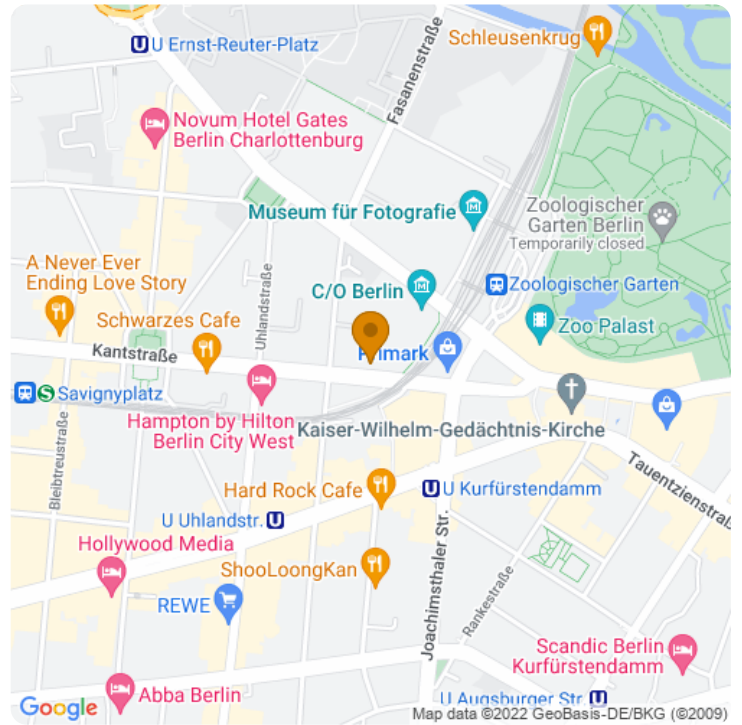 U Ernst-Reuter-Platz
Fasanenstraße
Schleusenkrug
Novum Hotel Gates
Berlin Charlottenburg
Museum für Fotografie
Zoologischer
Garten Berlin
Temporarily closed
A Never Ever
Ending Love Story
Uhlandstraße
C/O Berlin
Zoologischer Garten
Schwarzes Cafe
Zoo Palast
Kantstraße
S Savignyplatz
Hampton by Hilton
Berlin City West
Kaiser-Wilhelm-Gedächtnis-Kirche
Bleibtreustraße
Tauentzienstraß
Hard Rock Cafe
U U Kurfürstendamm
U Uhlandstr. U
Hollywood Media
ShooLoongKan
Joachimsthaler Str.
Rankestraße
REWE
Scandic Berlin
Kurfürstendamm
Abba Berlin
U Augsburger Str. U
Google
Map data ©2022 GeoBasis-DE/BKG (©2009)